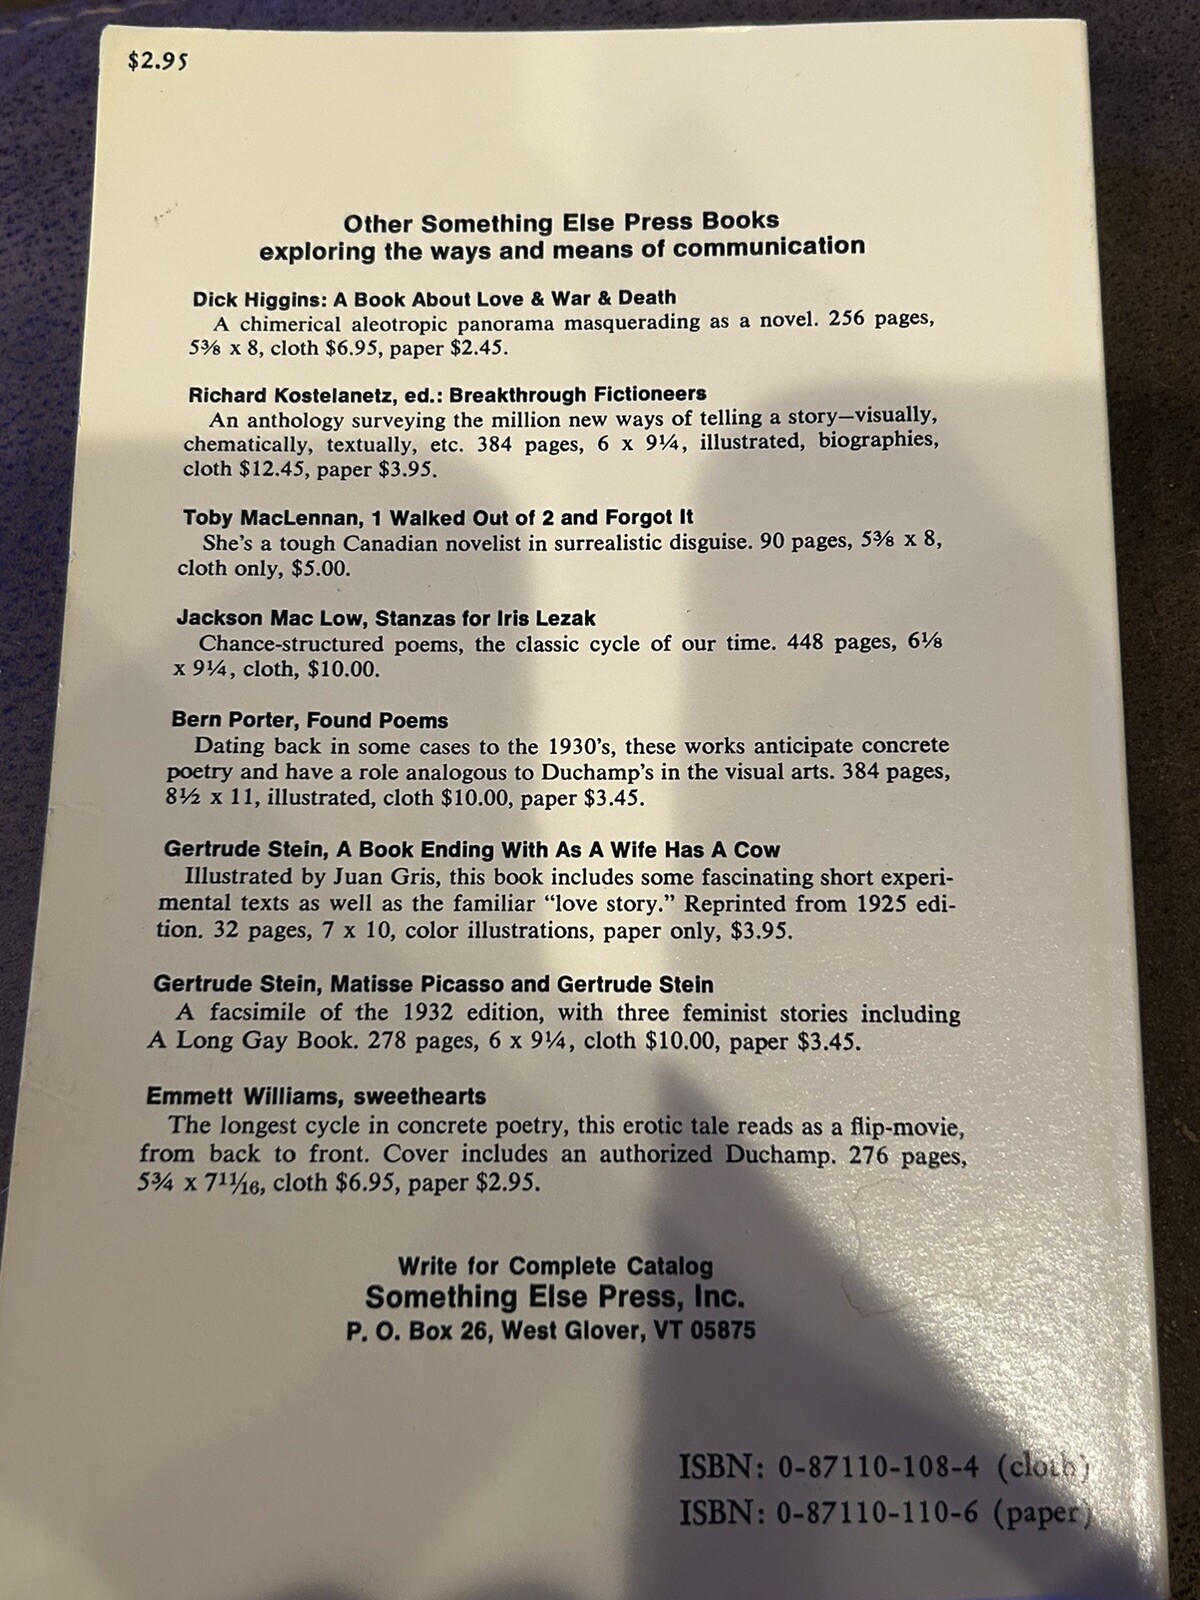 $2.95
Other Something Else Press Books
exploring the ways and means of communication
Dick Higgins: A Book About Love & War & Death
A chimerical aleotropic panorama masquerading as a novel. 256 pages,
5⅜ x 8, cloth $6.95, paper $2.45.
Richard Kostelanetz, ed.: Breakthrough Fictioneers
An anthology surveying the million new ways of telling a story—visually,
chematically, textually, etc. 384 pages, 6 x 9¼, illustrated, biographies,
cloth $12.45, paper $3.95.
Toby MacLennan, 1 Walked Out of 2 and Forgot It
She's a tough Canadian novelist in surrealistic disguise. 90 pages, 5⅜ x 8,
cloth only, $5.00.
Jackson Mac Low, Stanzas for Iris Lezak
Chance-structured poems, the classic cycle of our time. 448 pages, 6⅛
x 9¼, cloth, $10.00.
Bern Porter, Found Poems
Dating back in some cases to the 1930's, these works anticipate concrete
poetry and have a role analogous to Duchamp's in the visual arts. 384 pages,
8½ x 11, illustrated, cloth $10.00, paper $3.45.
Gertrude Stein, A Book Ending With As A Wife Has A Cow
Illustrated by Juan Gris, this book includes some fascinating short experi-
mental texts as well as the familiar “love story.” Reprinted from 1925 edi-
tion. 32 pages, 7 x 10, color illustrations, paper only, $3.95.
Gertrude Stein, Matisse Picasso and Gertrude Stein
A facsimile of the 1932 edition, with three feminist stories including
A Long Gay Book. 278 pages, 6 x 9¼, cloth $10.00, paper $3.45.
Emmett Williams, sweethearts
The longest cycle in concrete poetry, this erotic tale reads as a flip-movie,
from back to front. Cover includes an authorized Duchamp. 276 pages,
5¾ x 7¹¹⁄₁₆, cloth $6.95, paper $2.95.
Write for Complete Catalog
Something Else Press, Inc.
P. O. Box 26, West Glover, VT 05875
ISBN: 0-87110-108-4 (cloth)
ISBN: 0-87110-110-6 (paper)